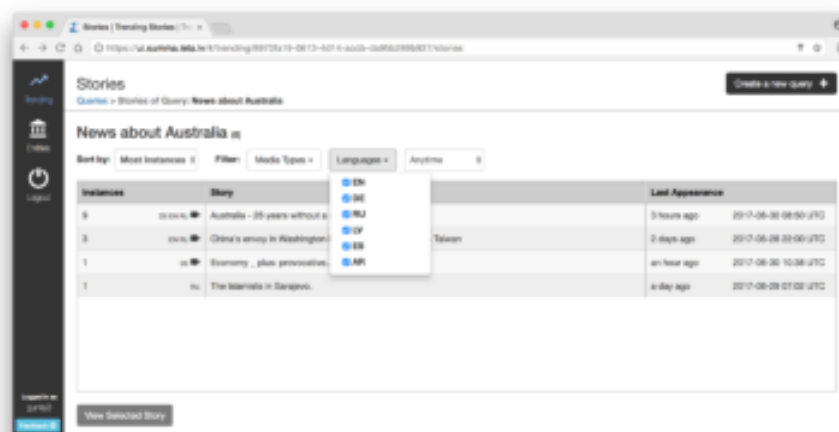 Stories | Trending Stories |
Trending
Entities
Logout
Stories
Create a new query +
Queries > Stories of Query: News about Australia
News about Australia
Sort by: Most Instances Filter: Media Types Languages Anytime
EN
DE
RU
LV
ES
AR
Instances Story Last Appearance
9 Australia - 26 years without a 3 hours ago 2017-06-30 08:50 UTC
3 China's envoy in Washington Taiwan 2 days ago 2017-06-28 22:00 UTC
1 Economy _ plus: provocative. an hour ago 2017-06-30 10:38 UTC
1 RU The Islamists in Sarajevo. a day ago 2017-06-29 07:02 UTC
View Selected Story
Logged in as
Feedback